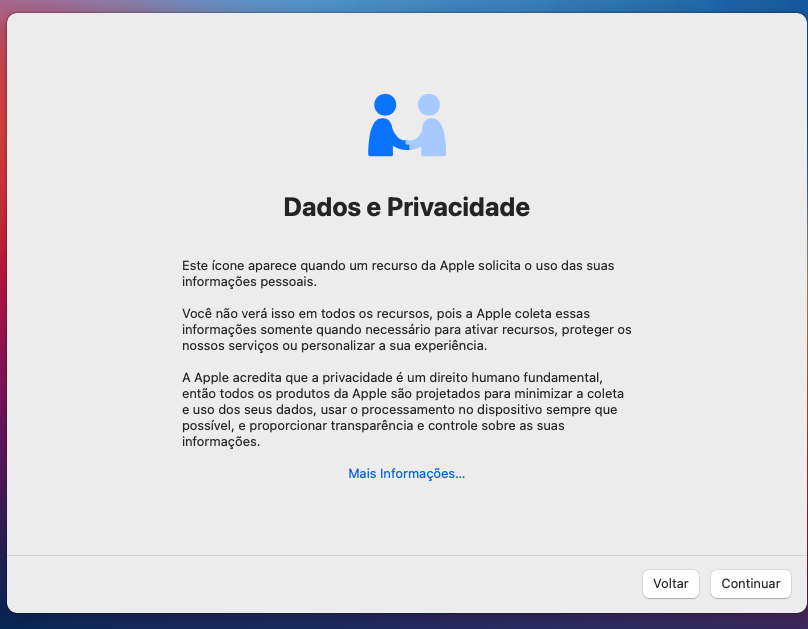 Dados e Privacidade
Este ícone aparece quando um recurso da Apple solicita o uso das suas
informações pessoais.
Você não verá isso em todos os recursos, pois a Apple coleta essas
informações somente quando necessário para ativar recursos, proteger os
nossos serviços ou personalizar a sua experiência.
A Apple acredita que a privacidade é um direito humano fundamental,
então todos os produtos da Apple são projetados para minimizar a coleta
e uso dos seus dados, usar o processamento no dispositivo sempre que
possível, e proporcionar transparência e controle sobre as suas
informações.
Mais Informações...
Voltar
Continuar